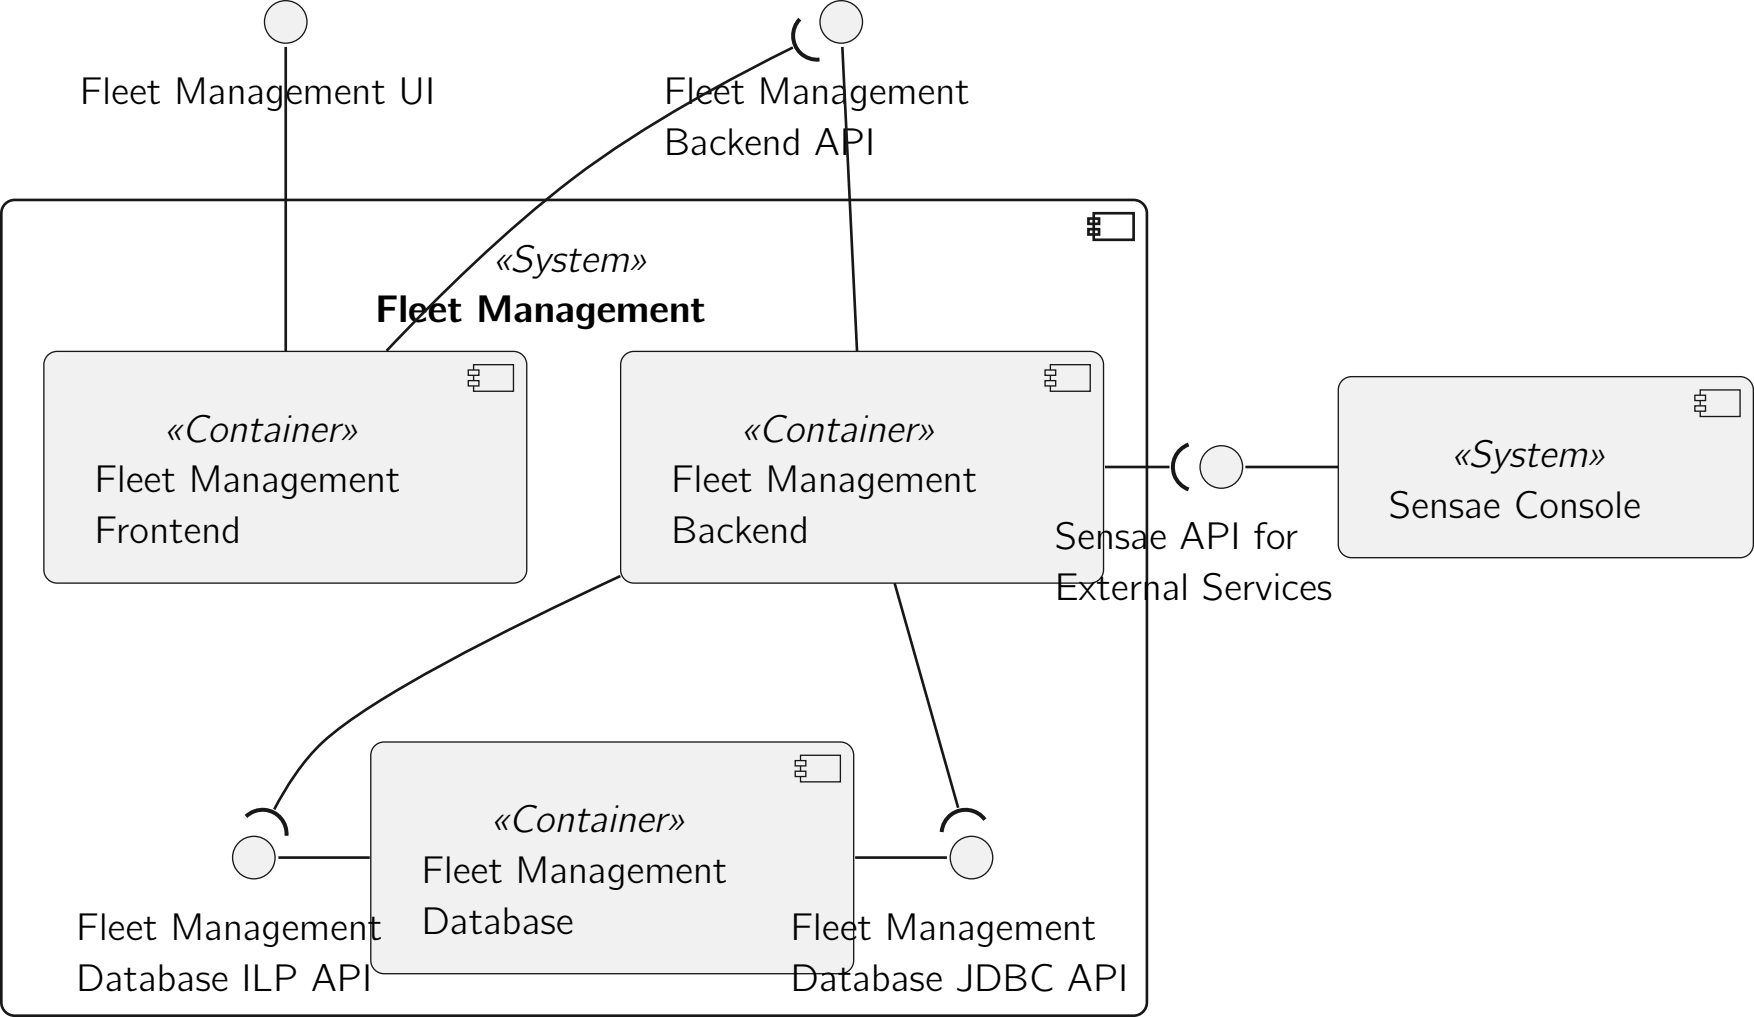 Fleet Management UI
Fleet Management
Backend API
«System»
Fleet Management
«Container»
Fleet Management
Frontend
«Container»
Fleet Management
Backend
«System»
Sensae Console
Sensae API for
External Services
«Container»
Fleet Management
Database
Fleet Management
Database ILP API
Fleet Management
Database JDBC API